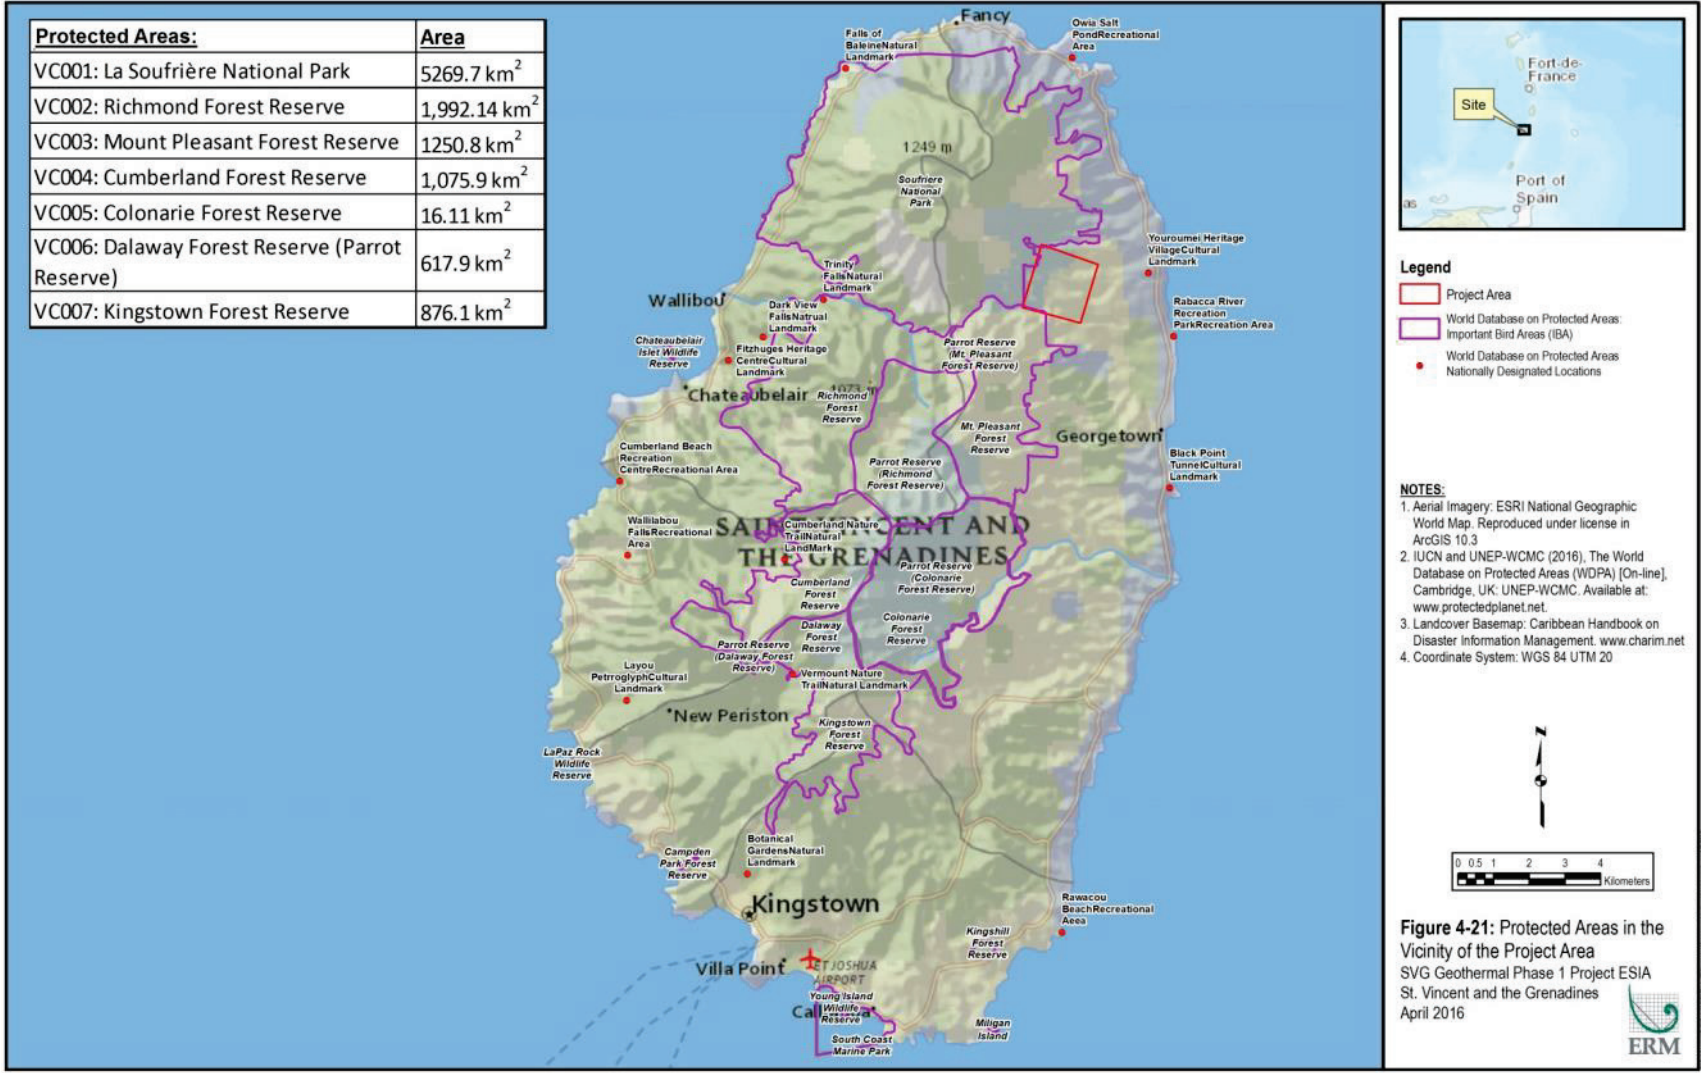 Protected Areas: Area
VC001: La Soufrière National Park 5269.7 km²
VC002: Richmond Forest Reserve 1,992.14 km²
VC003: Mount Pleasant Forest Reserve 1250.8 km²
VC004: Cumberland Forest Reserve 1,075.9 km²
VC005: Colonarie Forest Reserve 16.11 km²
VC006: Dalaway Forest Reserve (Parrot
Reserve) 617.9 km²
VC007: Kingstown Forest Reserve 876.1 km²
Fancy
Falls of
BaleineNatural
Landmark
Owia Salt
PondRecreational
Area
1249 m
Soufriere
National
Park
Youroumei Heritage
VillageCultural
Landmark
Trinity
FallsNatural
Landmark
Wallibou
Dark View
FallsNatrual
Landmark
Rabacca River
Recreation
ParkRecreation Area
Chateaubelair
Islet Wildlife
Reserve
Fitzhuges Heritage
CentreCultural
Landmark
Parrot Reserve
(Mt. Pleasant
Forest Reserve)
Chateaubelair
1073 m
Richmond
Forest
Reserve
Mt. Pleasant
Forest
Reserve
Georgetown
Cumberland Beach
Recreation
CentreRecreational Area
Parrot Reserve
(Richmond
Forest Reserve)
Black Point
TunnelCultural
Landmark
Wallilabou
FallsRecreational
Area
SAINT VINCENT AND
THE GRENADINES
Cumberland Nature
TrailNatural
LandMark
Parrot Reserve
(Colonarie
Forest Reserve)
Cumberland
Forest
Reserve
Dalaway
Forest
Reserve
Colonarie
Forest
Reserve
Parrot Reserve
(Dalaway Forest
Reserve)
Layou
PetrroglyphCultural
Landmark
Vermount Nature
TrailNatural Landmark
New Periston
Kingstown
Forest
Reserve
LaPaz Rock
Wildlife
Reserve
Botanical
GardensNatural
Landmark
Campden
Park Forest
Reserve
Kingstown
Rawacou
BeachRecreational
Aeea
Kingshill
Forest
Reserve
Villa Point
ET JOSHUA
AIRPORT
Young Island
Wildlife
Reserve
South Coast
Marine Park
Miligan
Island
Fort-de-
France
Site
Port of
Spain
as
Legend
Project Area
World Database on Protected Areas:
Important Bird Areas (IBA)
World Database on Protected Areas
Nationally Designated Locations
NOTES:
1. Aerial Imagery: ESRI National Geographic
World Map. Reproduced under license in
ArcGIS 10.3
2. IUCN and UNEP-WCMC (2016), The World
Database on Protected Areas (WDPA) [On-line],
Cambridge, UK: UNEP-WCMC. Available at:
www.protectedplanet.net.
3. Landcover Basemap: Caribbean Handbook on
Disaster Information Management. www.charim.net
4. Coordinate System: WGS 84 UTM 20
N
0 0.5 1 2 3 4
Kilometers
Figure 4-21: Protected Areas in the
Vicinity of the Project Area
SVG Geothermal Phase 1 Project ESIA
St. Vincent and the Grenadines
April 2016
ERM